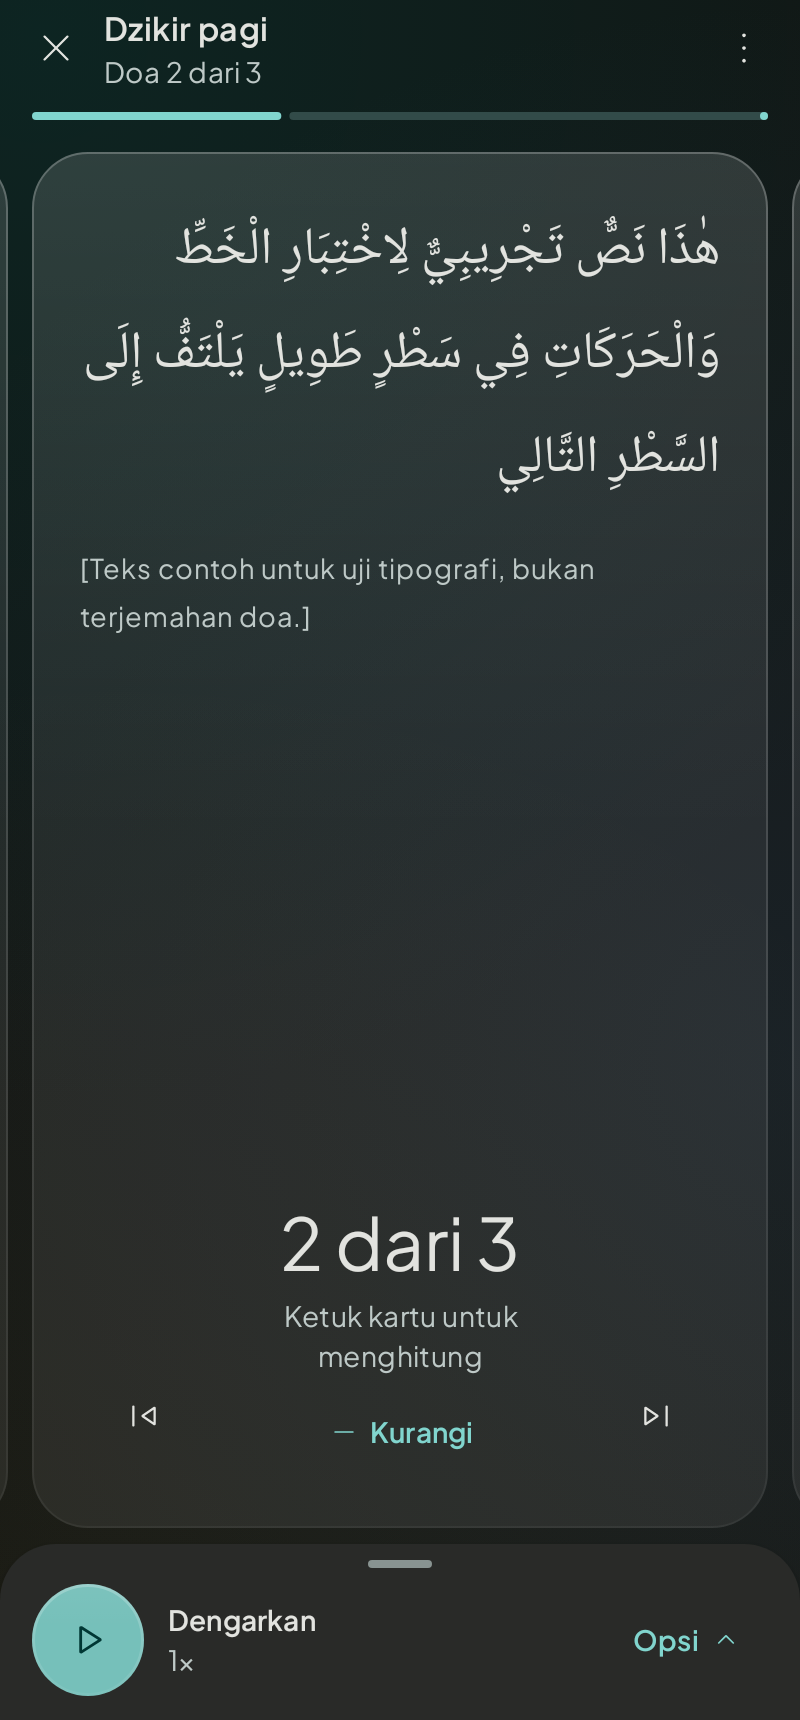 Dzikir pagi
Doa 2 dari 3
هٰذَا نَصٌّ تَجْرِيبِيٌّ لِاخْتِبَارِ الْخَطِّ
وَالْحَرَكَاتِ فِي سَطْرٍ طَوِيلٍ يَلْتَفُّ إِلَى
السَّطْرِ التَّالِي
[Teks contoh untuk uji tipografi, bukan
terjemahan doa.]
2 dari 3
Ketuk kartu untuk
menghitung
Kurangi
Dengarkan
1×
Opsi